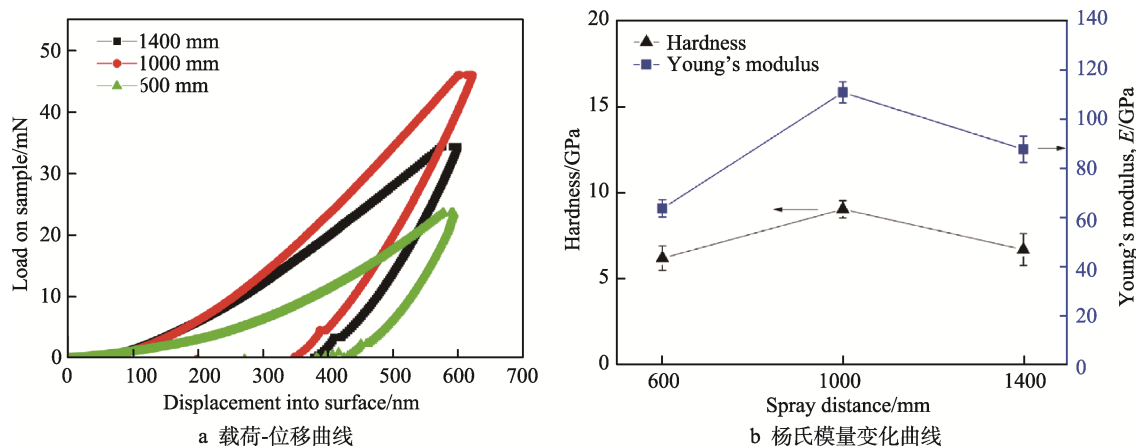 1400 mm
1000 mm
500 mm
50
40
30
20
10
0
Load on sample/mN
0 100 200 300 400 500 600 700
Displacement into surface/nm
a 载荷-位移曲线
Hardness
Young's modulus
20
15
10
5
0
Hardness/GPa
140
120
100
80
60
40
20
0
Young's modulus, E/GPa
600 1000 1400
Spray distance/mm
b 杨氏模量变化曲线